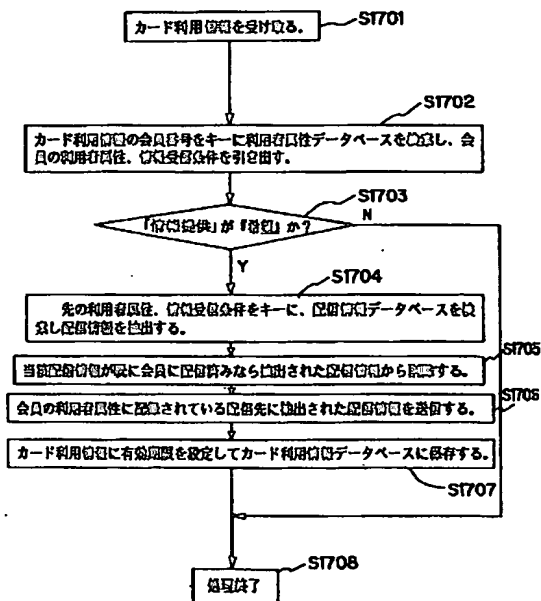 カード利用情報を受け取る。
S1701
S1702
カード利用情報の会員番号をキーに利用者属性データベースを検索し、会
員の利用者属性、情報受信条件を引き出す。
S1703
「情報提供」が「希望」か?
N
Y
S1704
先の利用者属性、情報受信条件をキーに、配信情報データベースを検
索し配信情報を抽出する。
S1705
当該配信情報が既に会員に配信済みなら抽出された配信情報から削除する。
S1706
会員の利用者属性に記録されている配信先に抽出された配信情報を送信する。
カード利用情報に有効期限を設定してカード利用情報データベースに保存する。
S1707
S1708
処理終了